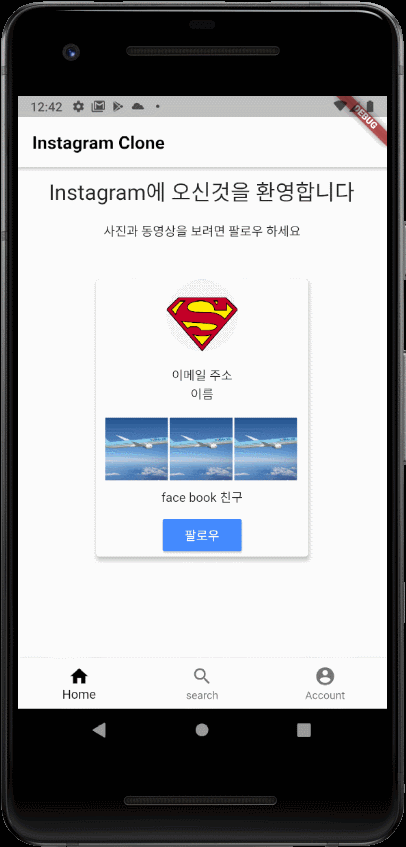 12:42
DEBUG
Instagram Clone
Instagram에 오신것을 환영합니다
사진과 동영상을 보려면 팔로우 하세요
S
이메일 주소
이름
face book 친구
팔로우
Home
search
Account